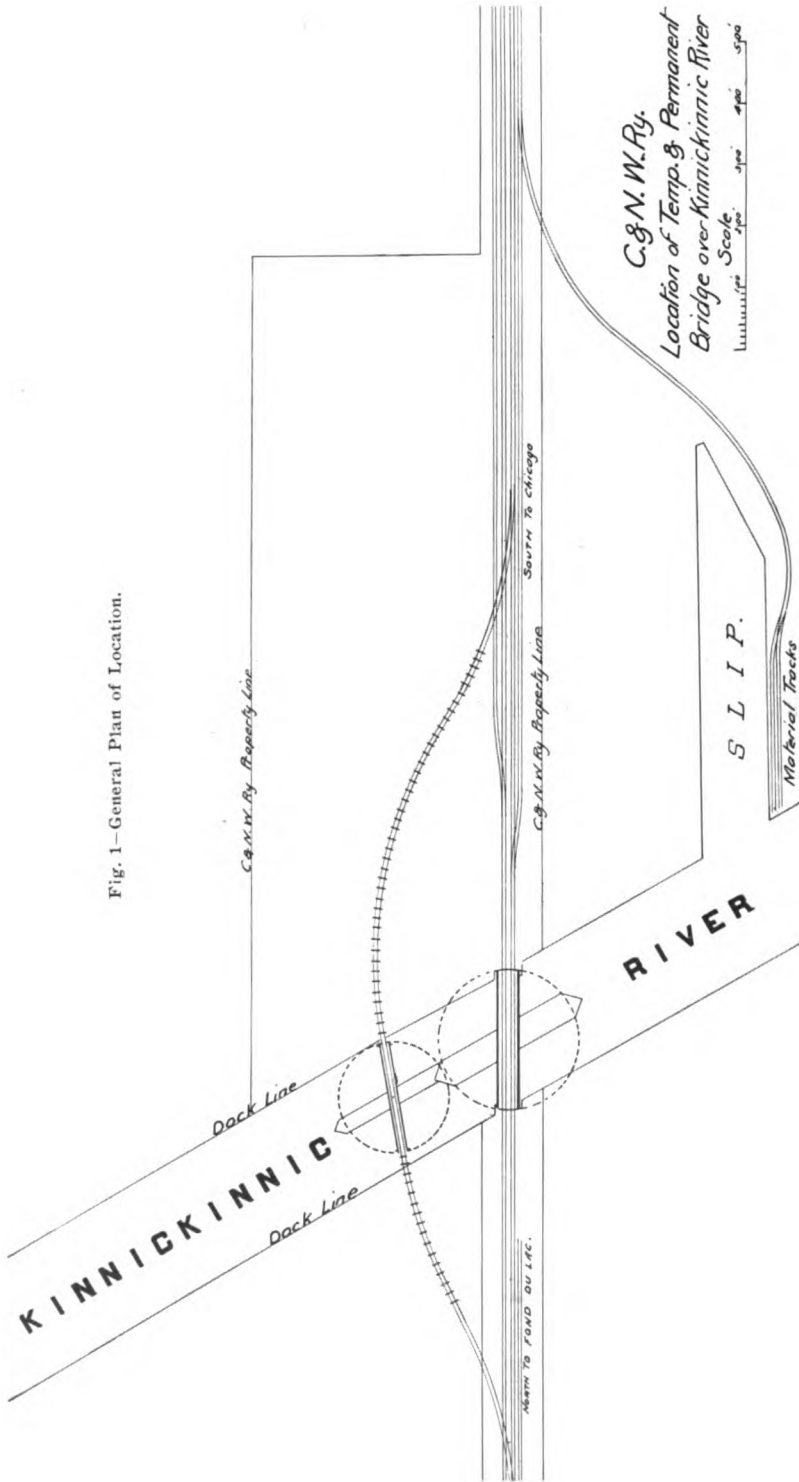 Fig. 1—General Plan of Location.
C.&N.W.Ry Property Line
Dock Line
KINNICKINNIC
Dock Line
RIVER
NORTH TO FOND DU LAC.
SOUTH TO Chicago
C.&N.W.Ry Property Line
SLIP.
Material Tracks
C.&N.W.Ry.
Location of Temp. & Permanent
Bridge over Kinnickinnic River
Scale
100 200 300 400 500